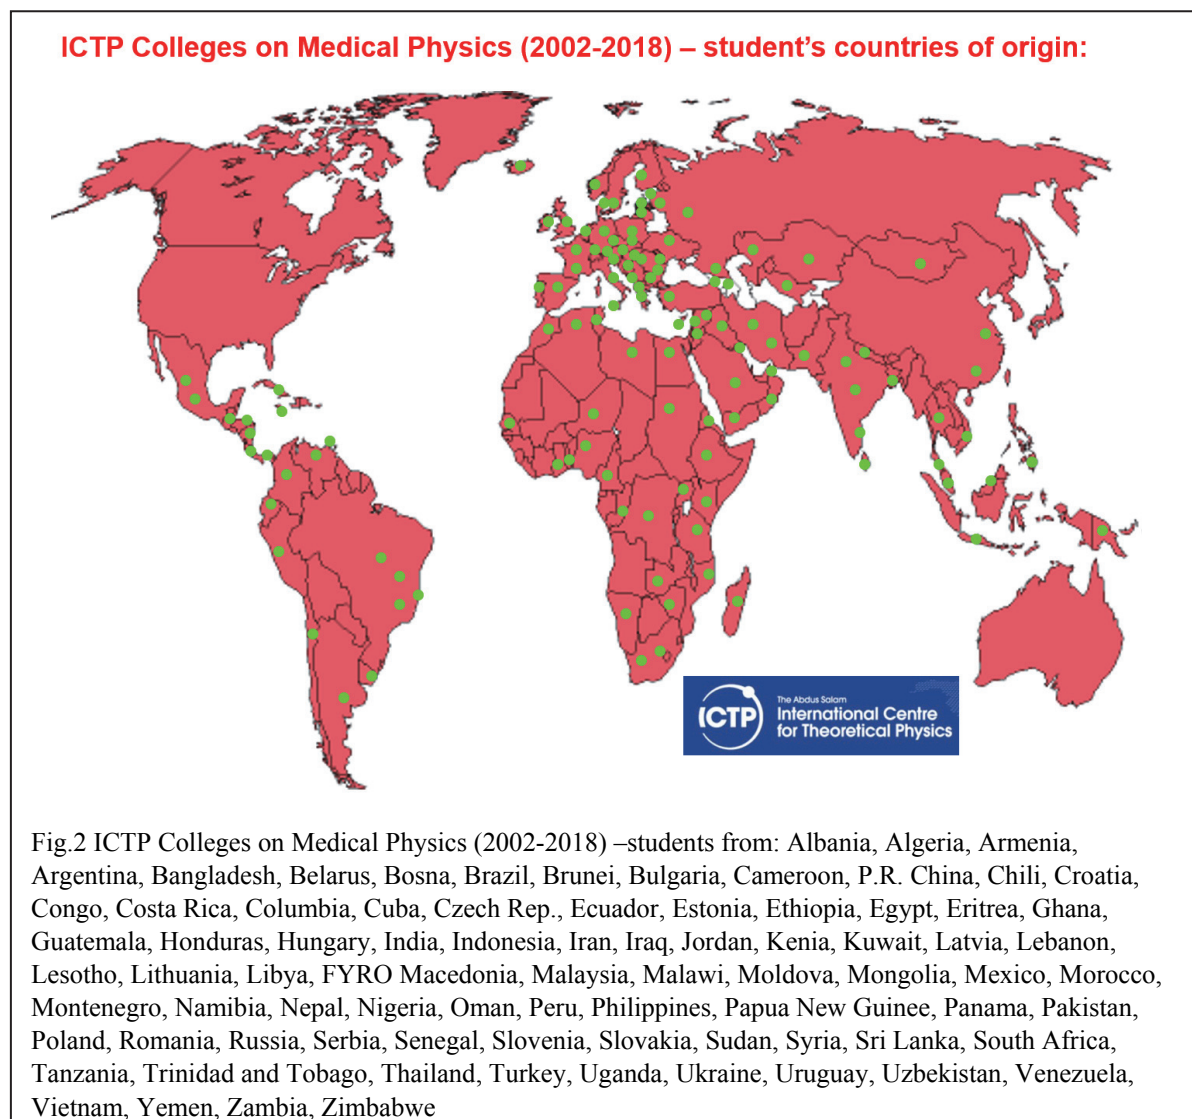 ICTP Colleges on Medical Physics (2002-2018) – student's countries of origin:
ICTP
The Abdus Salam
International Centre
for Theoretical Physics
Fig.2 ICTP Colleges on Medical Physics (2002-2018) –students from: Albania, Algeria, Armenia,
Argentina, Bangladesh, Belarus, Bosna, Brazil, Brunei, Bulgaria, Cameroon, P.R. China, Chili, Croatia,
Congo, Costa Rica, Columbia, Cuba, Czech Rep., Ecuador, Estonia, Ethiopia, Egypt, Eritrea, Ghana,
Guatemala, Honduras, Hungary, India, Indonesia, Iran, Iraq, Jordan, Kenia, Kuwait, Latvia, Lebanon,
Lesotho, Lithuania, Libya, FYRO Macedonia, Malaysia, Malawi, Moldova, Mongolia, Mexico, Morocco,
Montenegro, Namibia, Nepal, Nigeria, Oman, Peru, Philippines, Papua New Guinee, Panama, Pakistan,
Poland, Romania, Russia, Serbia, Senegal, Slovenia, Slovakia, Sudan, Syria, Sri Lanka, South Africa,
Tanzania, Trinidad and Tobago, Thailand, Turkey, Uganda, Ukraine, Uruguay, Uzbekistan, Venezuela,
Vietnam, Yemen, Zambia, Zimbabwe